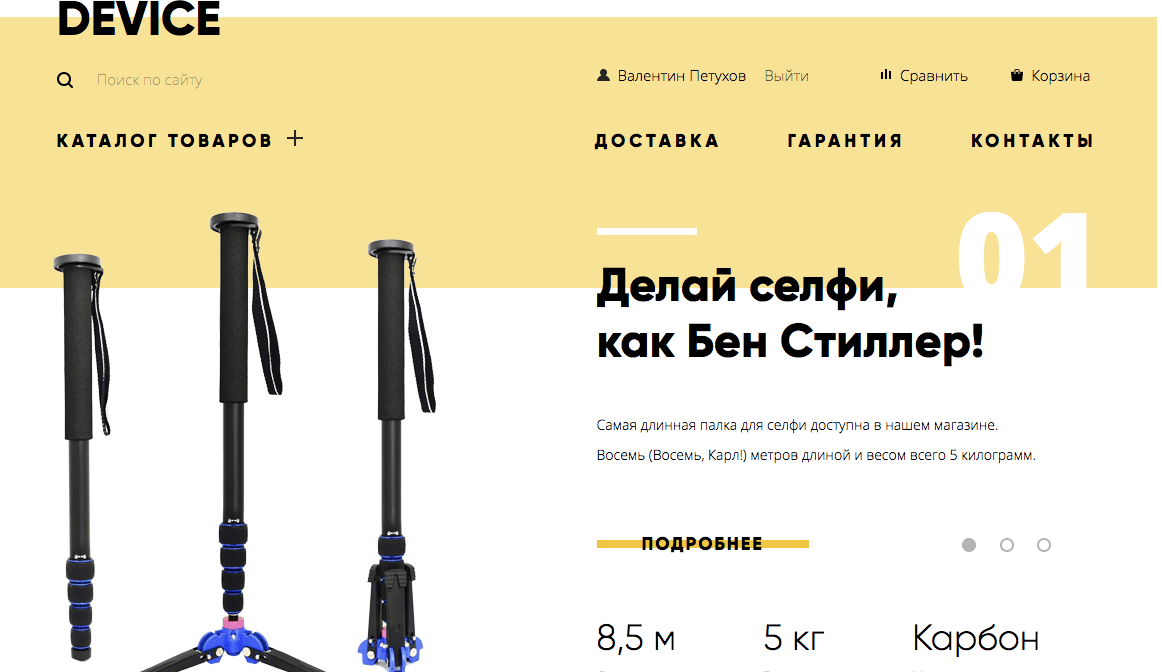 DEVICE
Поиск по сайту
Валентин Петухов Выйти Сравнить Корзина
КАТАЛОГ ТОВАРОВ +
ДОСТАВКА ГАРАНТИЯ КОНТАКТЫ
01
Делай селфи,
как Бен Стиллер!
Самая длинная палка для селфи доступна в нашем магазине.
Восемь (Восемь, Карл!) метров длиной и весом всего 5 килограмм.
ПОДРОБНЕЕ
8,5 м 5 кг Карбон